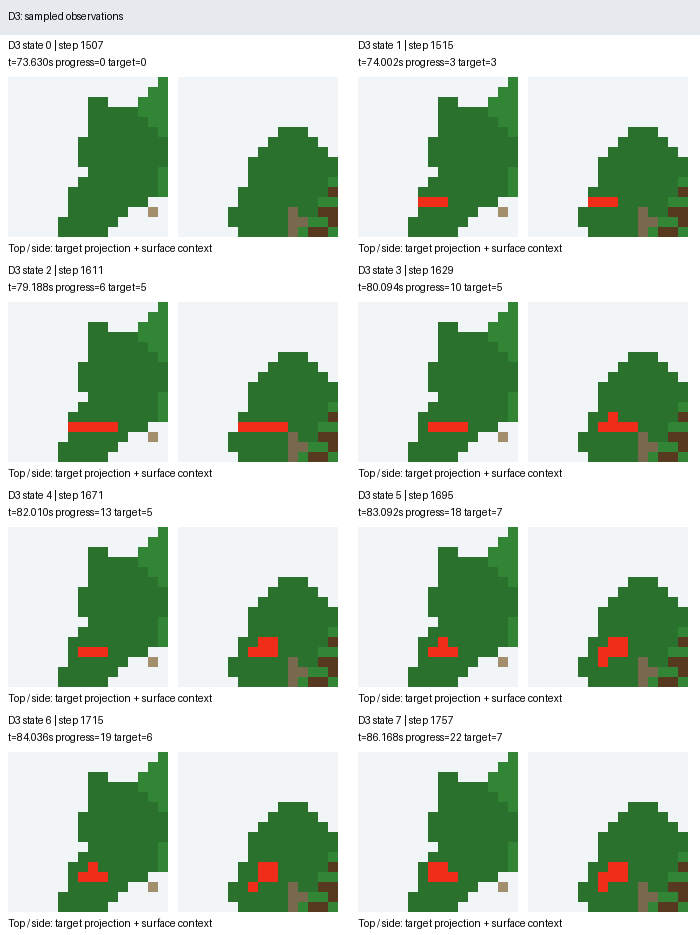 D3: sampled observations
D3 state 0 | step 1507
t=73.630s progress=0 target=0
Top / side: target projection + surface context
D3 state 1 | step 1515
t=74.002s progress=3 target=3
Top / side: target projection + surface context
D3 state 2 | step 1611
t=79.188s progress=6 target=5
Top / side: target projection + surface context
D3 state 3 | step 1629
t=80.094s progress=10 target=5
Top / side: target projection + surface context
D3 state 4 | step 1671
t=82.010s progress=13 target=5
Top / side: target projection + surface context
D3 state 5 | step 1695
t=83.092s progress=18 target=7
Top / side: target projection + surface context
D3 state 6 | step 1715
t=84.036s progress=19 target=6
Top / side: target projection + surface context
D3 state 7 | step 1757
t=86.168s progress=22 target=7
Top / side: target projection + surface context